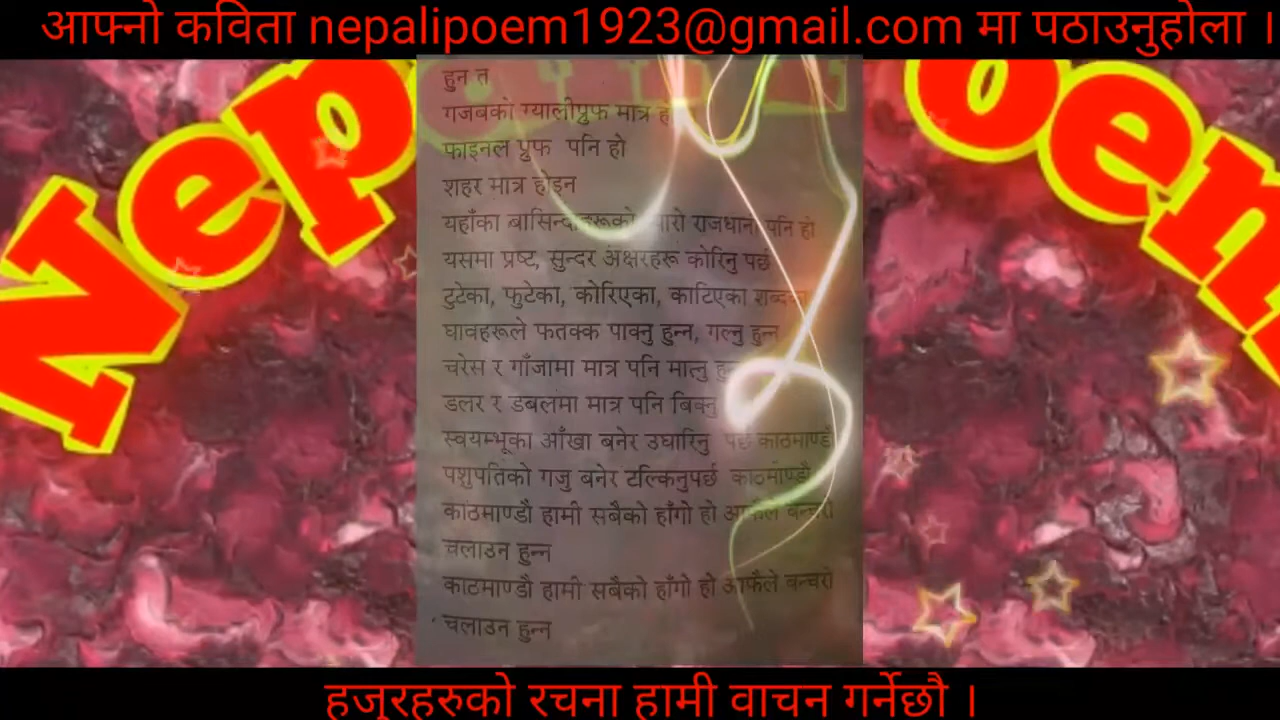 आफ्नो कविता nepalipoem1923@gmail.com मा पठाउनुहोला ।
Nep oem
हुन त
गजबको ग्यालीप्रुफ मात्र हो
फाइनल प्रुफ पनि हो
शहर मात्र होइन
यहाँका बासिन्दाहरूको राजधानी पनि हो
यसमा प्रष्ट, सुन्दर अक्षरहरू कोरिनु पर्छ
टुटेका, फुटेका, कोरिएका, काटिएका शब्दका
घावहरूले फतक्क पाक्नु हुन्न, गल्नु हुन्न
चरेस र गाँजामा मात्र पनि मात्नु हुन्न
डलर र डबलमा मात्र पनि बिक्नु
स्वयम्भूका आँखा बनेर उघारिनु पर्छ काठमाण्डौ
पशुपतिको गजु बनेर टल्किनुपर्छ काठमाण्डौ
काठमाण्डौ हामी सबैको हाँगो हो आफैले बन्चरो
चलाउन हुन्न
काठमाण्डौ हामी सबैको हाँगो हो आफैले बन्चरो
चलाउन हुन्न
हजुरहरुको रचना हामी वाचन गर्नेछौ ।